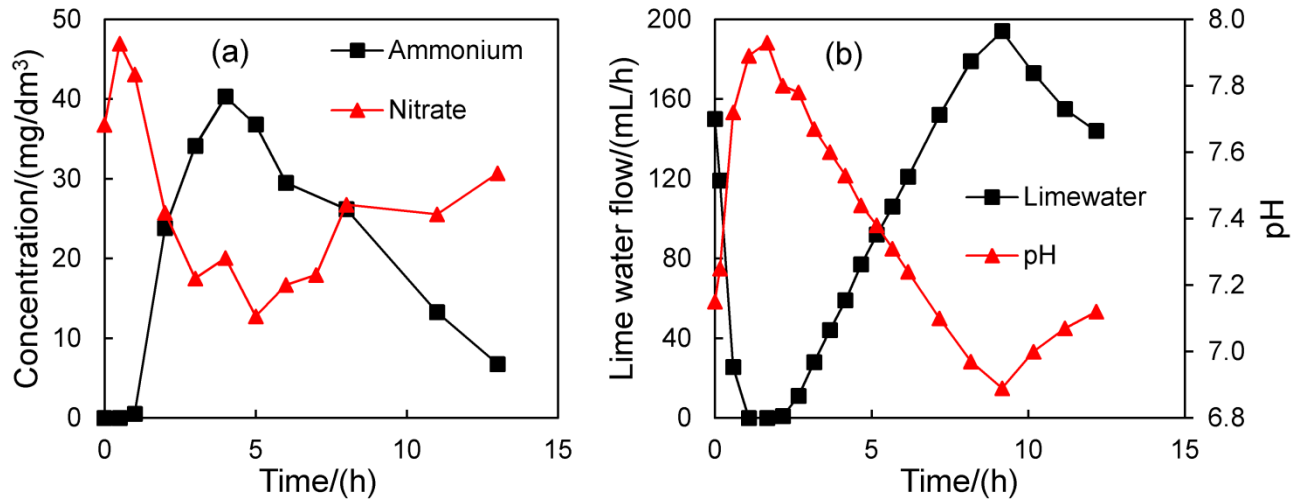 (a)
Ammonium
Nitrate
Concentration/(mg/dm³)
50
40
30
20
10
0
0 5 10 15
Time/(h)
(b)
Limewater
pH
Lime water flow/(mL/h)
200
160
120
80
40
0
0 5 10 15
Time/(h)
8.0
7.8
7.6
7.4
7.2
7.0
6.8
pH